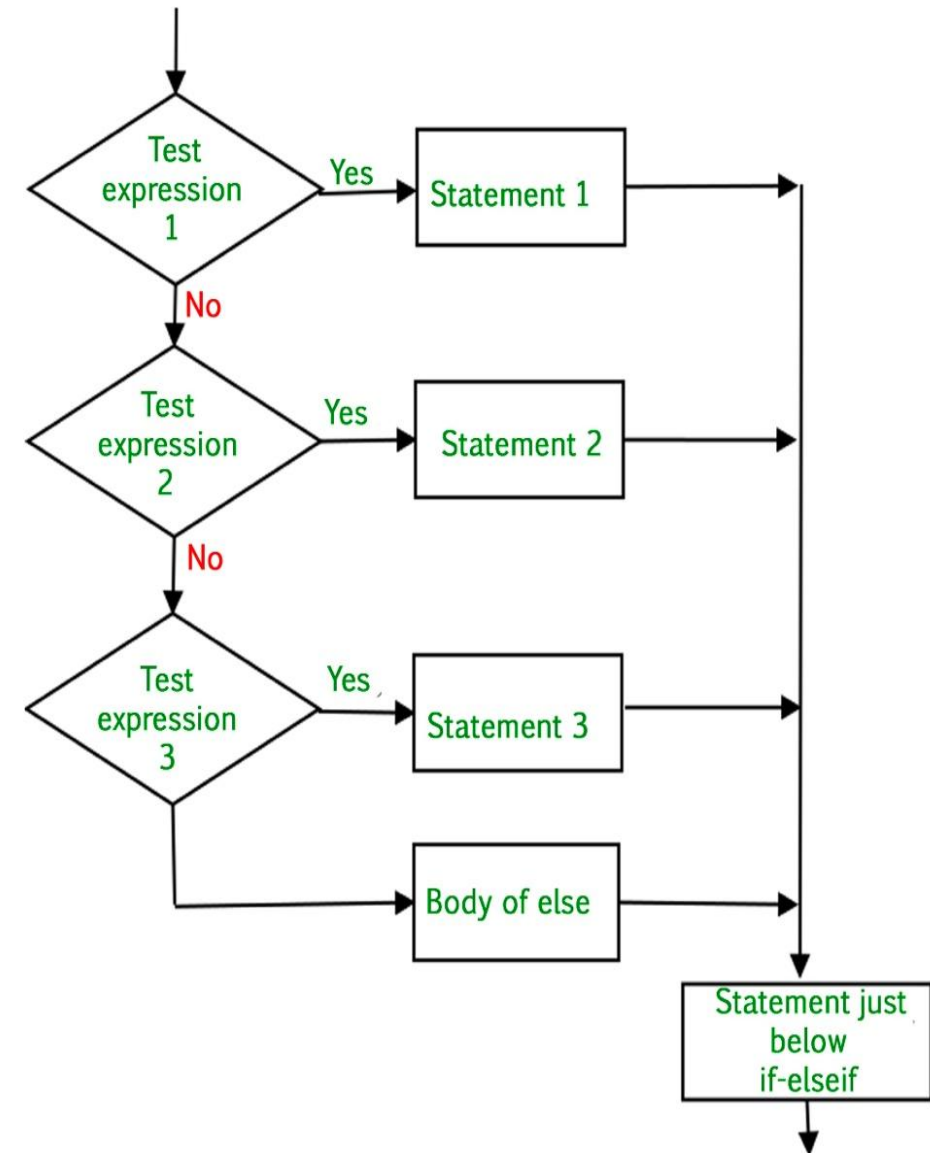 Test
expression
1
Yes
Statement 1
No
Test
expression
2
Yes
Statement 2
No
Test
expression
3
Yes
Statement 3
Body of else
Statement just
below
if-elseif